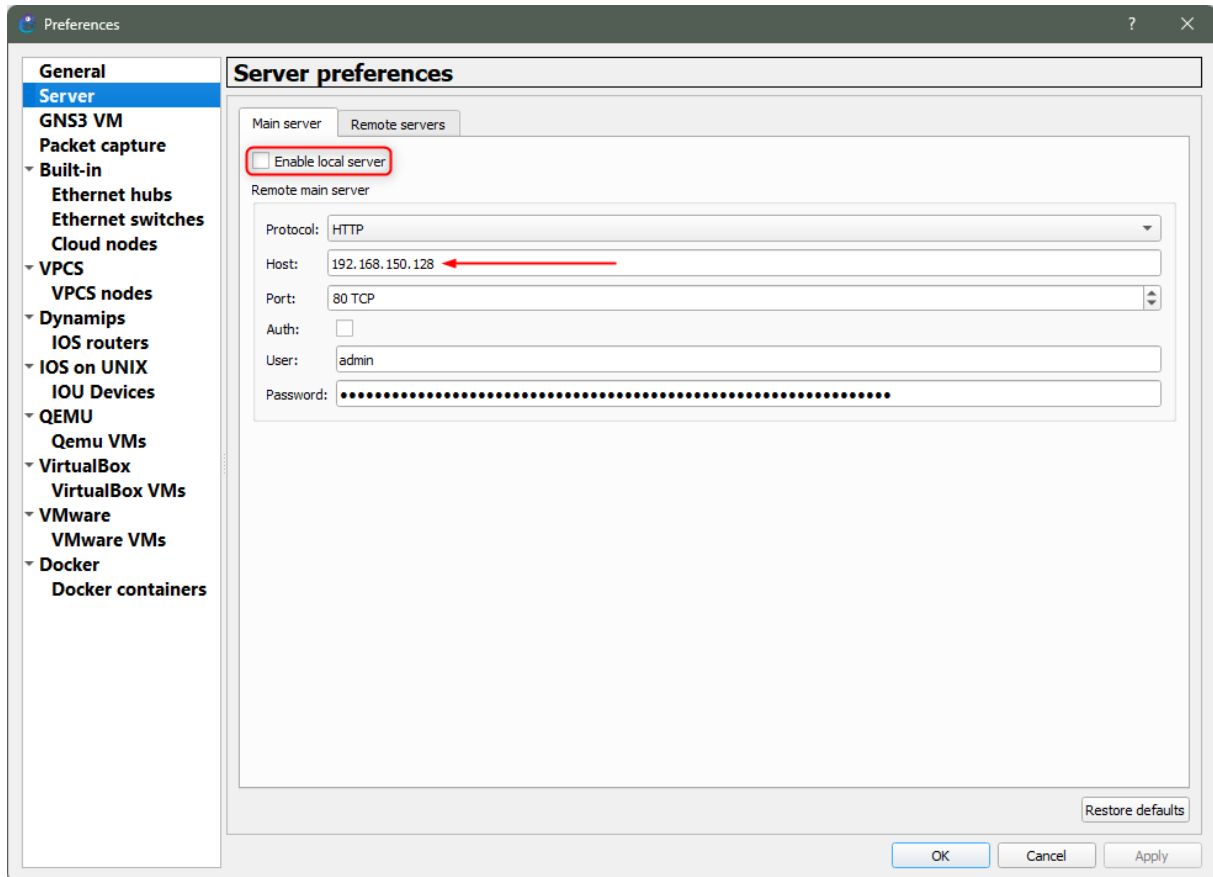 Preferences
?
General
Server
GNS3 VM
Packet capture
Built-in
Ethernet hubs
Ethernet switches
Cloud nodes
VPCS
VPCS nodes
Dynamips
IOS routers
IOS on UNIX
IOU Devices
QEMU
Qemu VMs
VirtualBox
VirtualBox VMs
VMware
VMware VMs
Docker
Docker containers
Server preferences
Main server
Remote servers
Enable local server
Remote main server
Protocol: HTTP
Host: 192.168.150.128
Port: 80 TCP
Auth:
User: admin
Password: ••••••••••••••••••••••••••••••••••••••••••••••••••••••••••••••••
Restore defaults
OK
Cancel
Apply